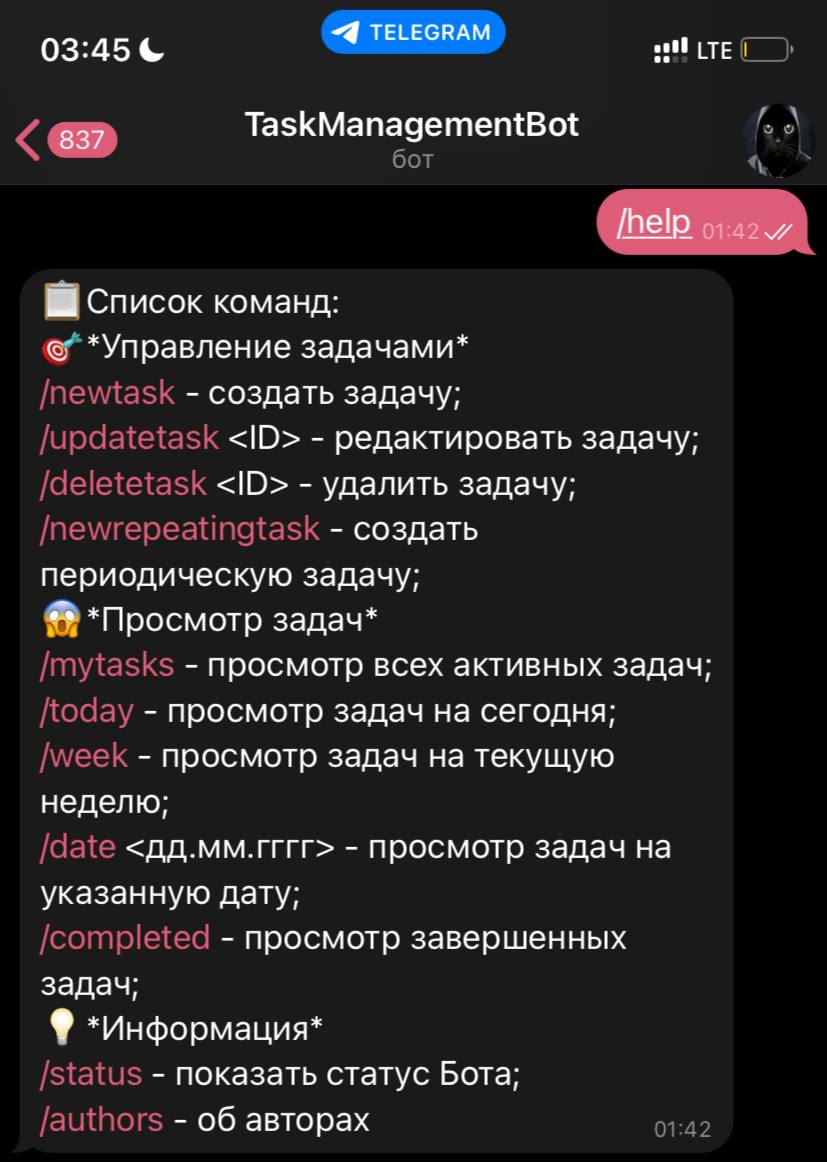 03:45
TELEGRAM
LTE
837
TaskManagementBot
бот
/help 01:42
📋Список команд:
🎯*Управление задачами*
/newtask - создать задачу;
/updatetask <ID> - редактировать задачу;
/deletetask <ID> - удалить задачу;
/newrepeatingtask - создать
периодическую задачу;
😱*Просмотр задач*
/mytasks - просмотр всех активных задач;
/today - просмотр задач на сегодня;
/week - просмотр задач на текущую
неделю;
/date <дд.мм.гггг> - просмотр задач на
указанную дату;
/completed - просмотр завершенных
задач;
💡*Информация*
/status - показать статус Бота;
/authors - об авторах
01:42